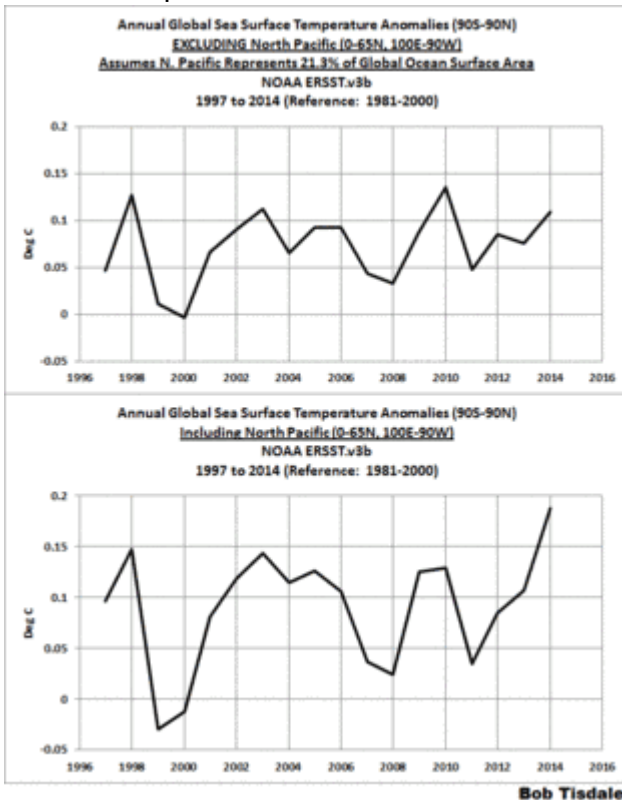 Annual Global Sea Surface Temperature Anomalies (90S-90N)
EXCLUDING North Pacific (0-65N, 100E-90W)
Assumes N. Pacific Represents 21.3% of Global Ocean Surface Area
NOAA ERSST.v3b
1997 to 2014 (Reference: 1981-2000)
0.2
0.15
0.1
0.05
0
-0.05
Deg C
1996 1998 2000 2002 2004 2006 2008 2010 2012 2014 2016
Annual Global Sea Surface Temperature Anomalies (90S-90N)
Including North Pacific (0-65N, 100E-90W)
NOAA ERSST.v3b
1997 to 2014 (Reference: 1981-2000)
0.2
0.15
0.1
0.05
0
-0.05
Deg C
1996 1998 2000 2002 2004 2006 2008 2010 2012 2014 2016
Bob Tisdale